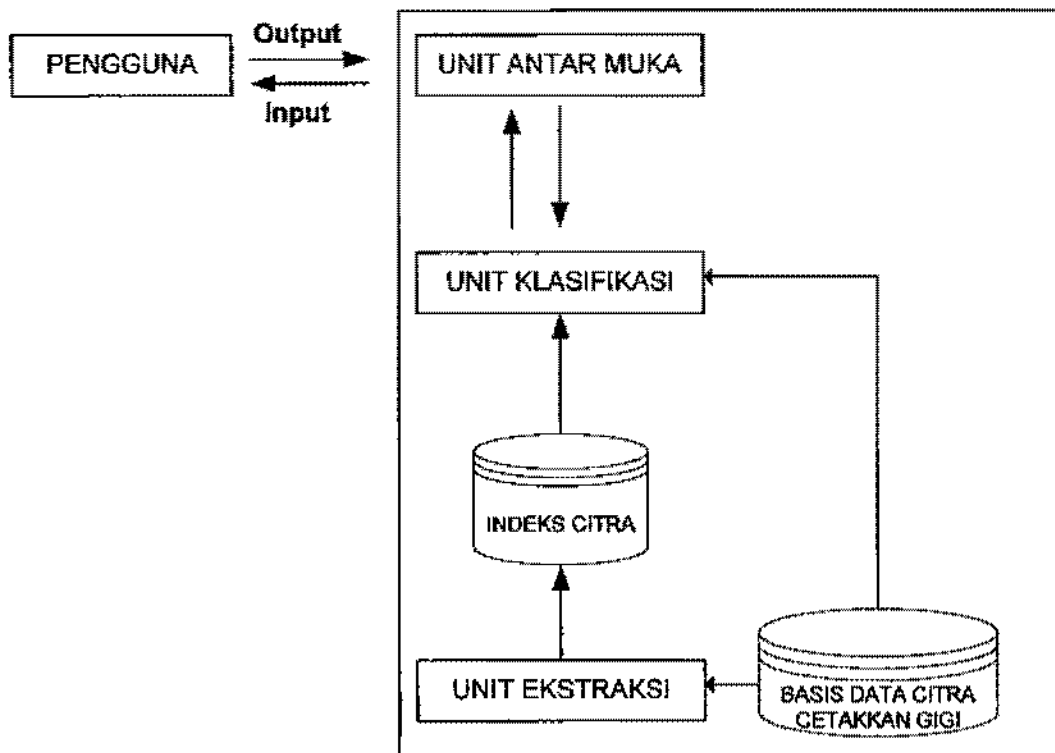 Output
PENGGUNA
UNIT ANTAR MUKA
Input
UNIT KLASIFIKASI
INDEKS CITRA
UNIT EKSTRAKSI
BASIS DATA CITRA
CETAKKAN GIGI